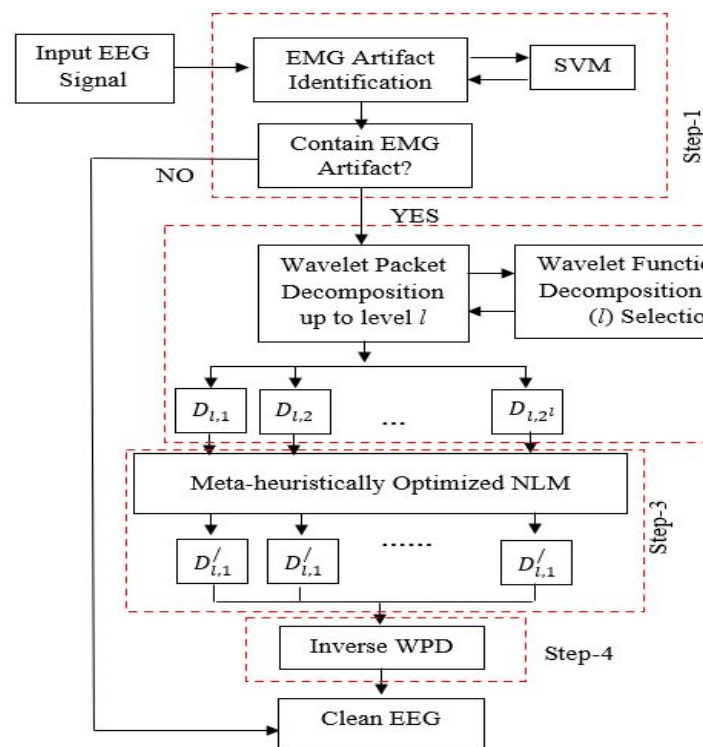 Input EEG
Signal
EMG Artifact
Identification
SVM
Step-1
Contain EMG
Artifact?
NO
YES
Wavelet Packet
Decomposition
up to level l
Wavelet Functio
Decomposition
(l) Selectio
D_{l,1}
D_{l,2}
...
D_{l,2^l}
Meta-heuristically Optimized NLM
Step-3
D^/_{l,1}
D^/_{l,1}
......
D^/_{l,1}
Inverse WPD
Step-4
Clean EEG